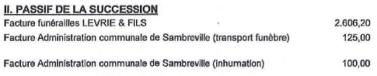 II. PASSIF DE LA SUCCESSION
Facture funérailles LEVRIE & FILS 2.606,20
Facture Administration communale de Sambreville (transport funèbre) 125,00
Facture Administration communale de Sambreville (inhumation) 100,00